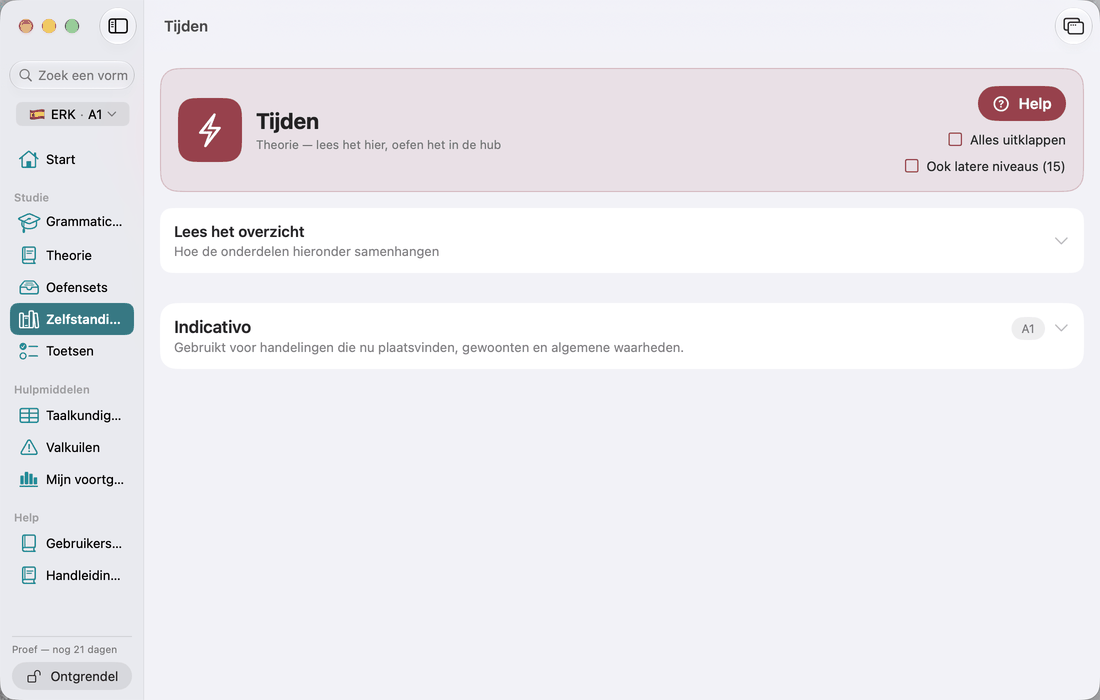 Tijden
Zoek een vorm
ERK · A1
Start
Studie
Grammatic...
Theorie
Oefensets
Zelfstandi...
Toetsen
Hulpmiddelen
Taalkundig...
Valkuilen
Mijn voortg...
Help
Gebruikers...
Handleidin...
Proef — nog 21 dagen
Ontgrendel
Tijden
Theorie — lees het hier, oefen het in de hub
Help
Alles uitklappen
Ook latere niveaus (15)
Lees het overzicht
Hoe de onderdelen hieronder samenhangen
Indicativo
A1
Gebruikt voor handelingen die nu plaatsvinden, gewoonten en algemene waarheden.